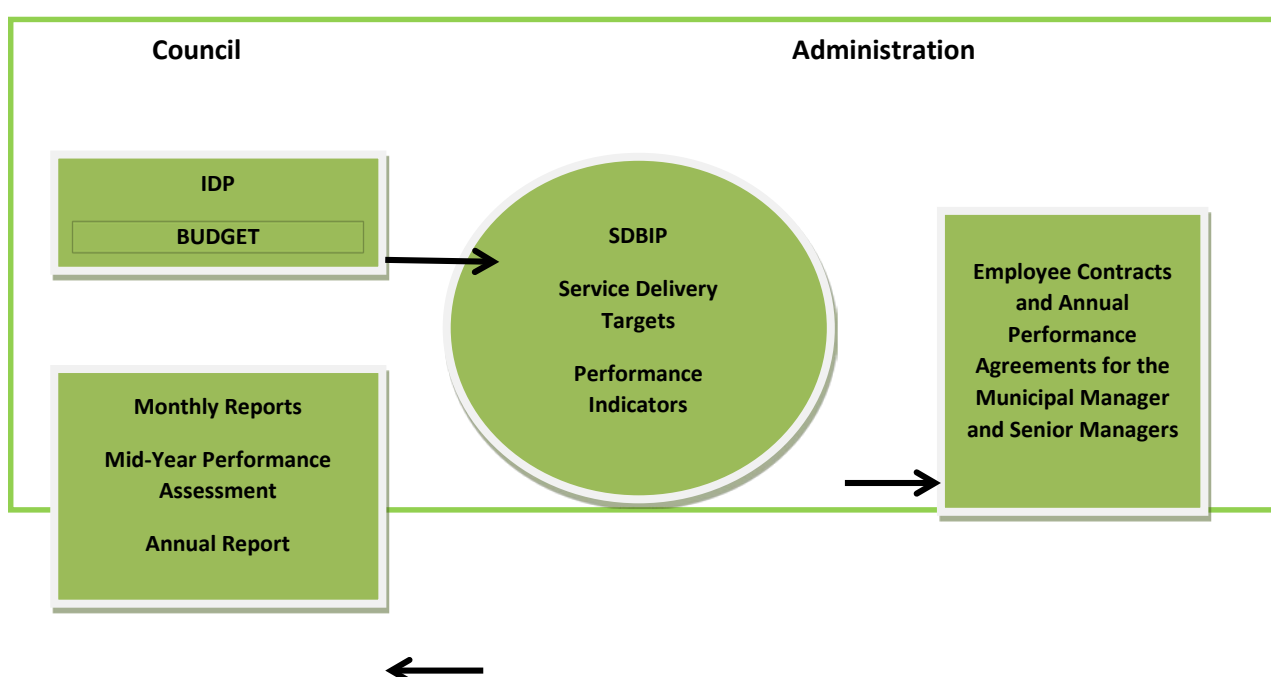 Council
Administration
IDP
BUDGET
SDBIP
Service Delivery
Targets
Performance
Indicators
Employee Contracts
and Annual
Performance
Agreements for the
Municipal Manager
and Senior Managers
Monthly Reports
Mid-Year Performance
Assessment
Annual Report